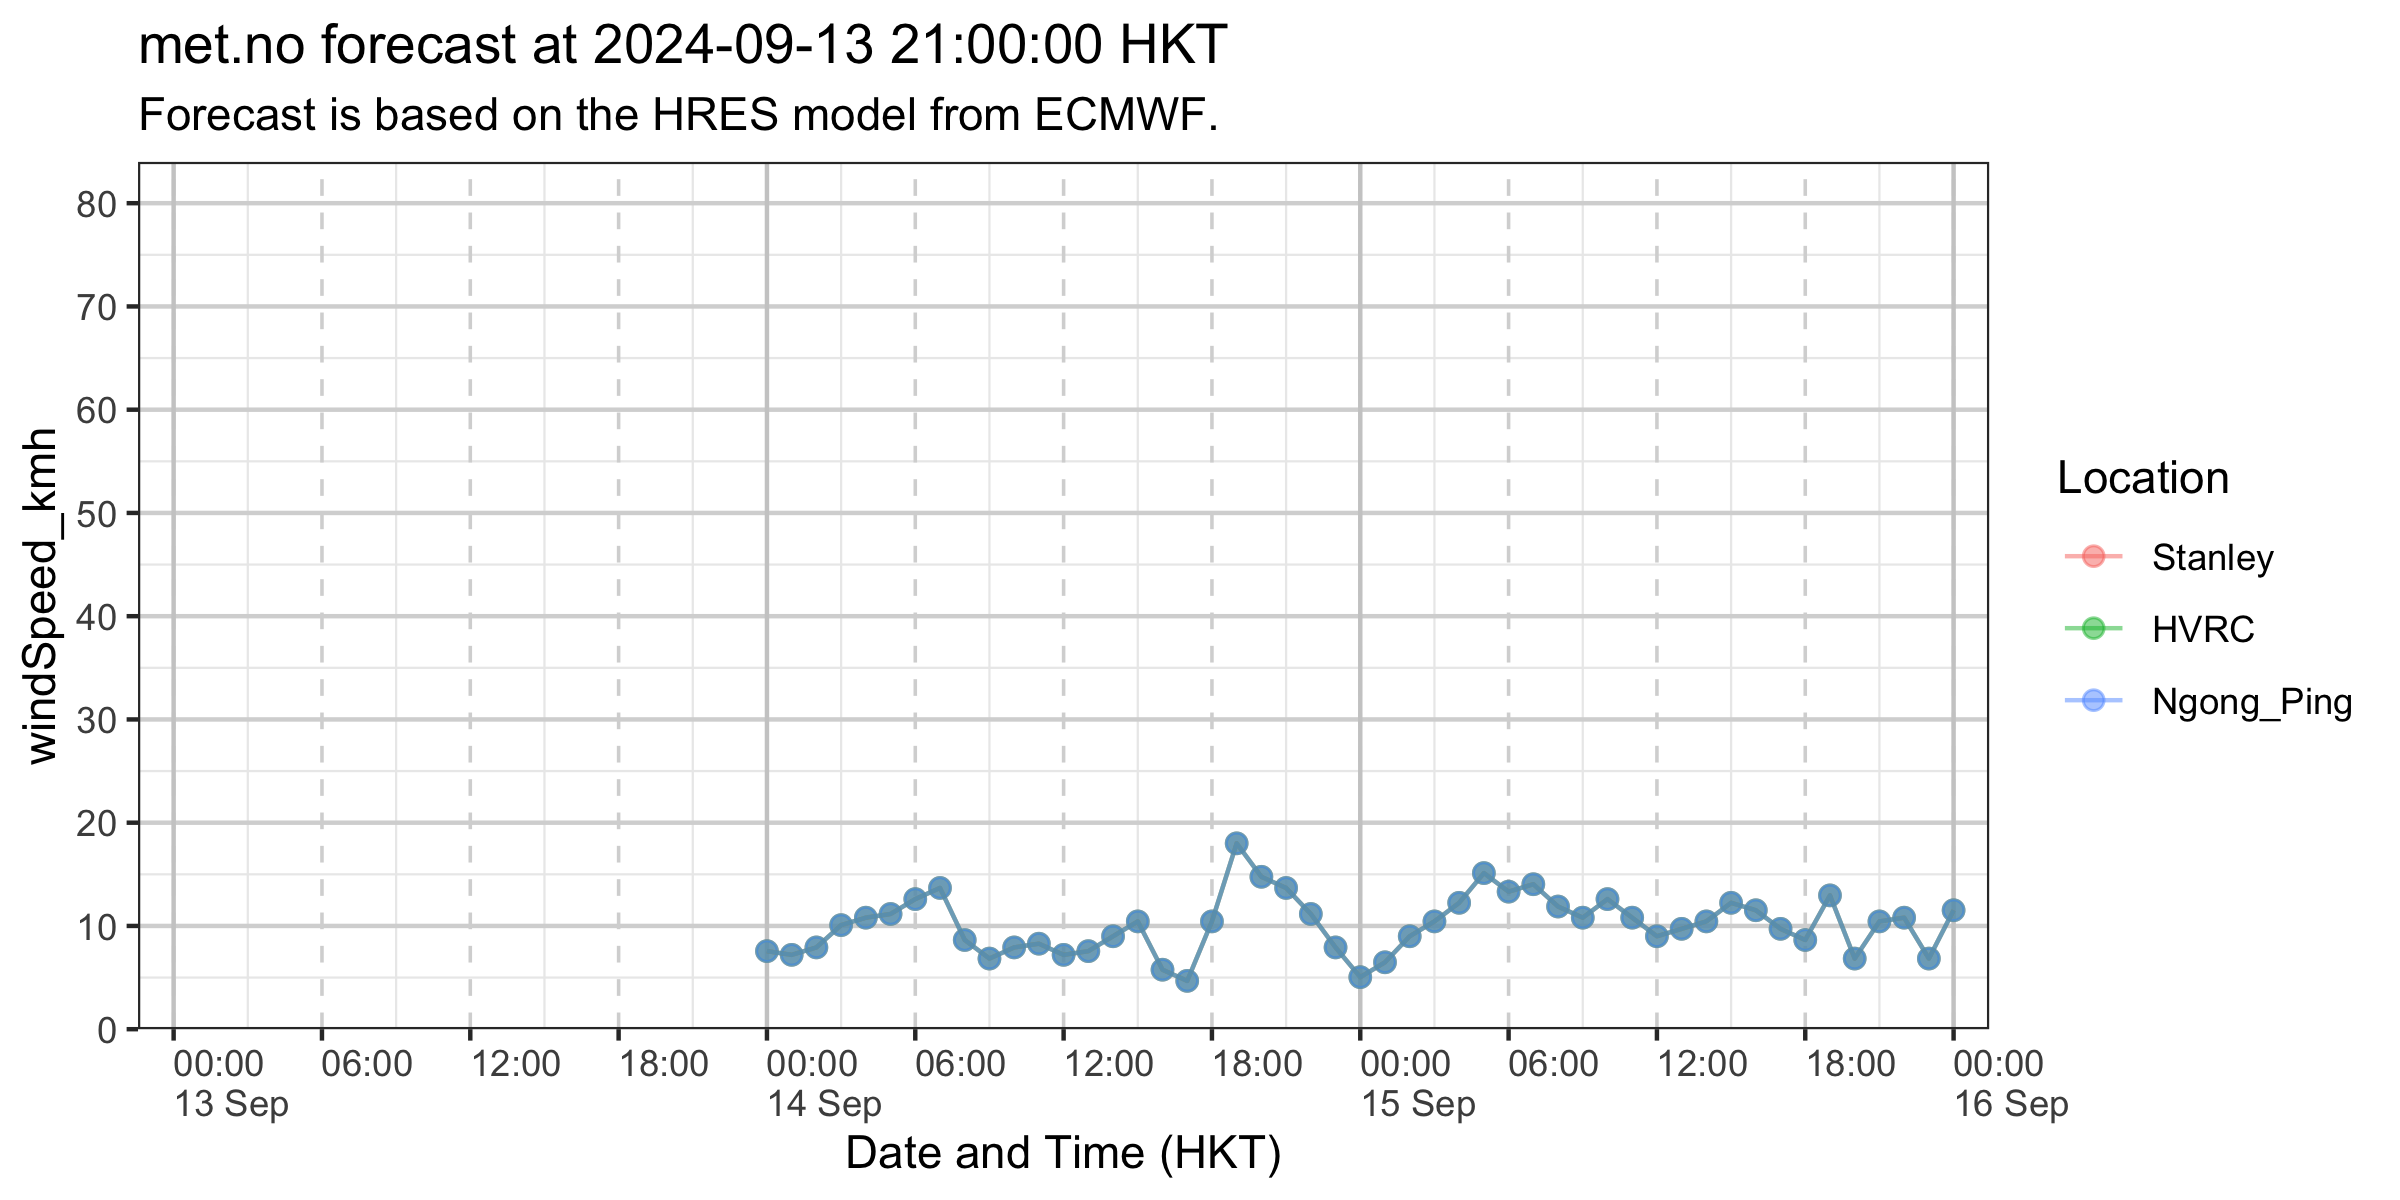 met.no forecast at 2024-09-13 21:00:00 HKT
Forecast is based on the HRES model from ECMWF.
windSpeed_kmh
80
70
60
50
40
30
20
10
0
00:00 06:00 12:00 18:00 00:00 06:00 12:00 18:00 00:00 06:00 12:00 18:00 00:00
13 Sep 14 Sep 15 Sep 16 Sep
Date and Time (HKT)
Location
Stanley
HVRC
Ngong_Ping